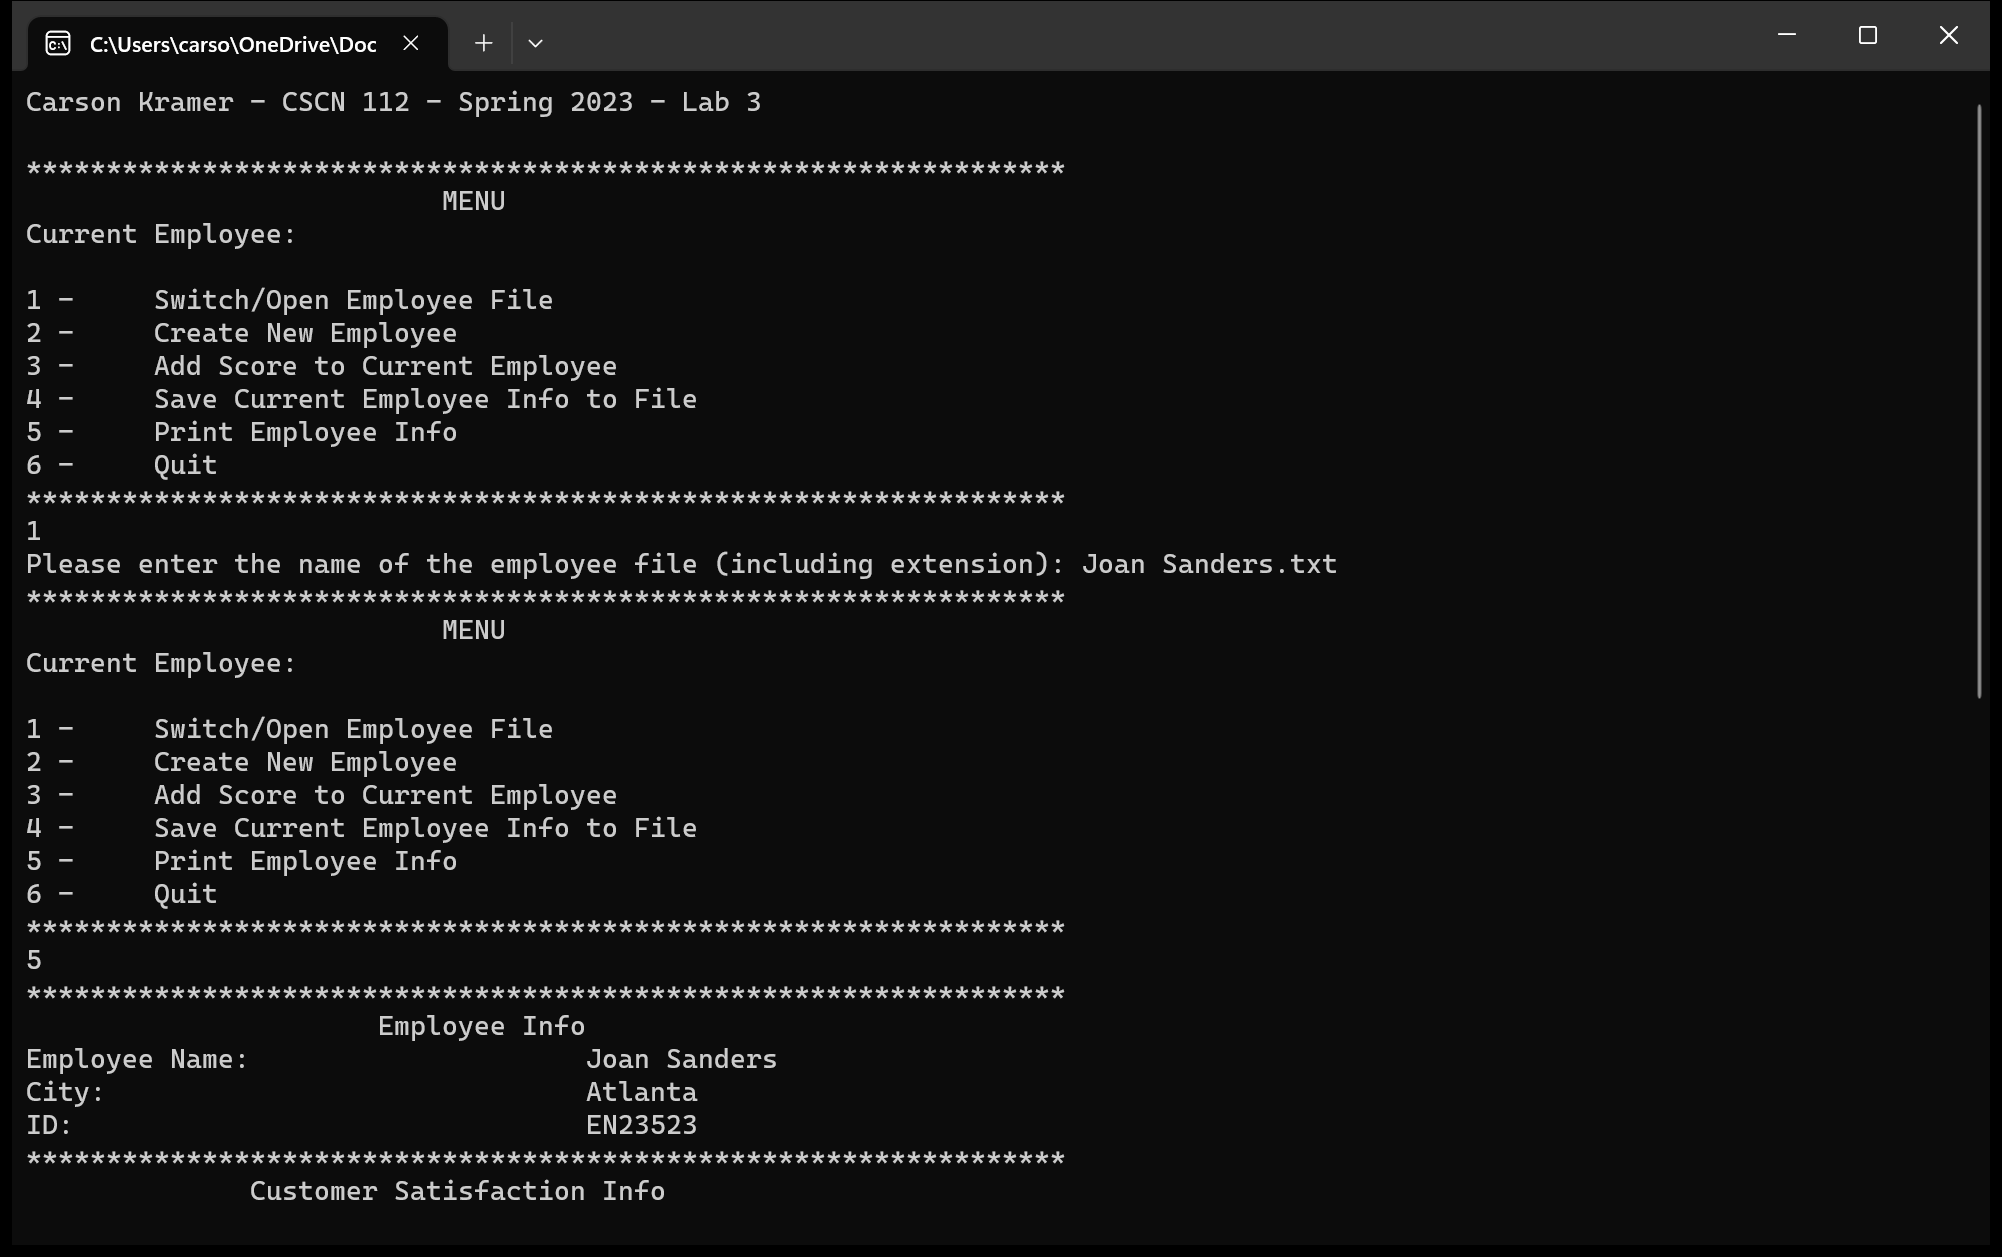 C:\Users\carso\OneDrive\Doc
Carson Kramer - CSCN 112 - Spring 2023 - Lab 3
*****************************************************************
MENU
Current Employee:
1 -     Switch/Open Employee File
2 -     Create New Employee
3 -     Add Score to Current Employee
4 -     Save Current Employee Info to File
5 -     Print Employee Info
6 -     Quit
*****************************************************************
1
Please enter the name of the employee file (including extension): Joan Sanders.txt
*****************************************************************
MENU
Current Employee:
1 -     Switch/Open Employee File
2 -     Create New Employee
3 -     Add Score to Current Employee
4 -     Save Current Employee Info to File
5 -     Print Employee Info
6 -     Quit
*****************************************************************
5
*****************************************************************
Employee Info
Employee Name:                     Joan Sanders
City:                              Atlanta
ID:                                EN23523
*****************************************************************
Customer Satisfaction Info